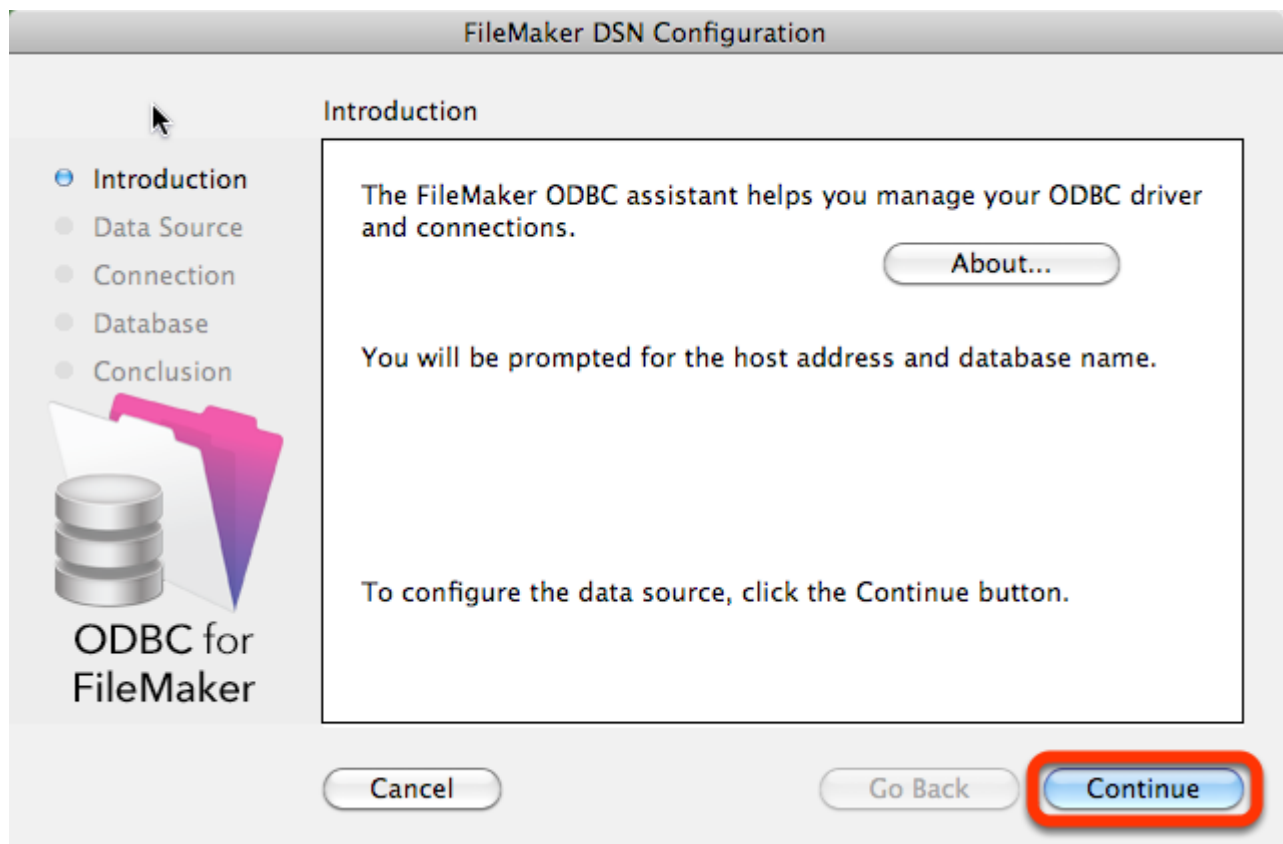 FileMaker DSN Configuration
Introduction
Introduction
Data Source
Connection
Database
Conclusion
ODBC for
FileMaker
The FileMaker ODBC assistant helps you manage your ODBC driver
and connections.
About...
You will be prompted for the host address and database name.
To configure the data source, click the Continue button.
Cancel
Go Back
Continue